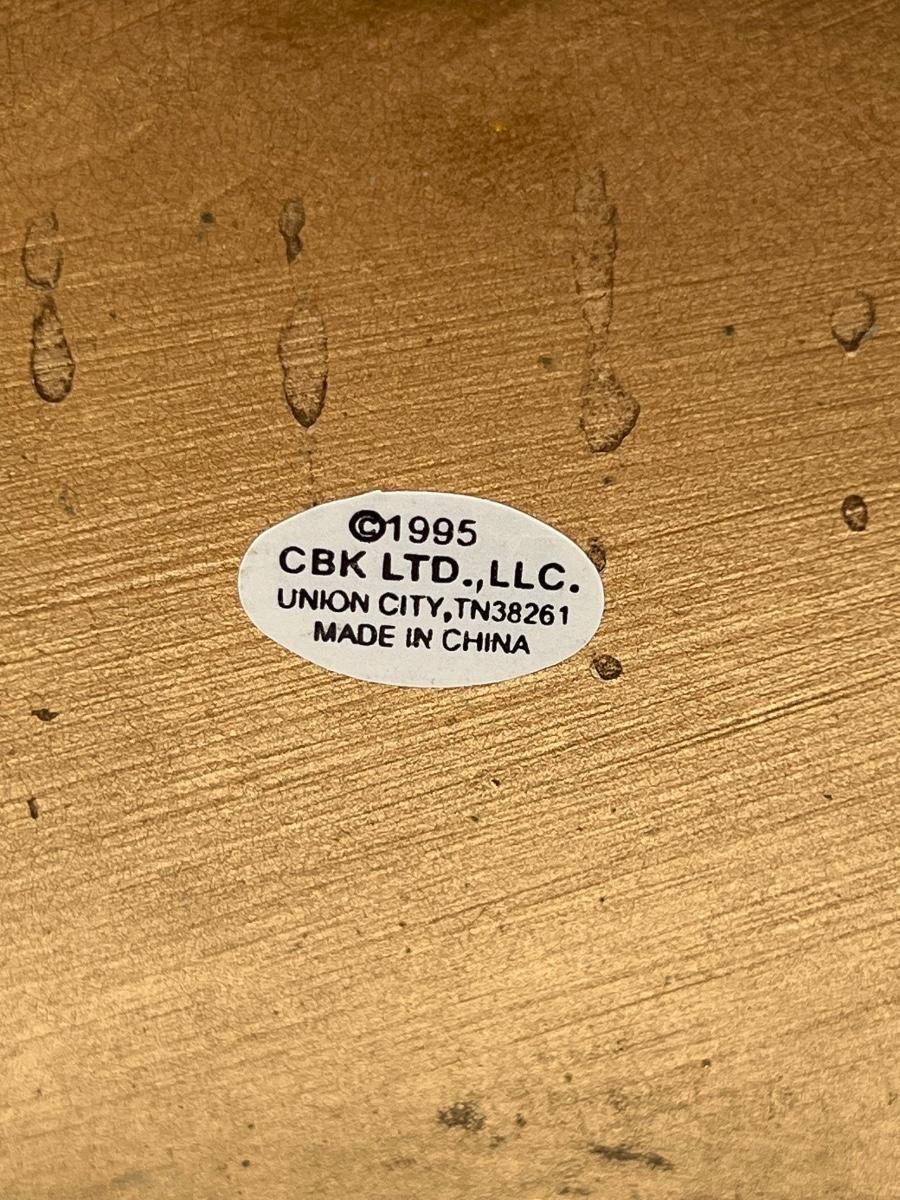 ©1995
CBK LTD.,LLC.
UNION CITY,TN38261
MADE IN CHINA